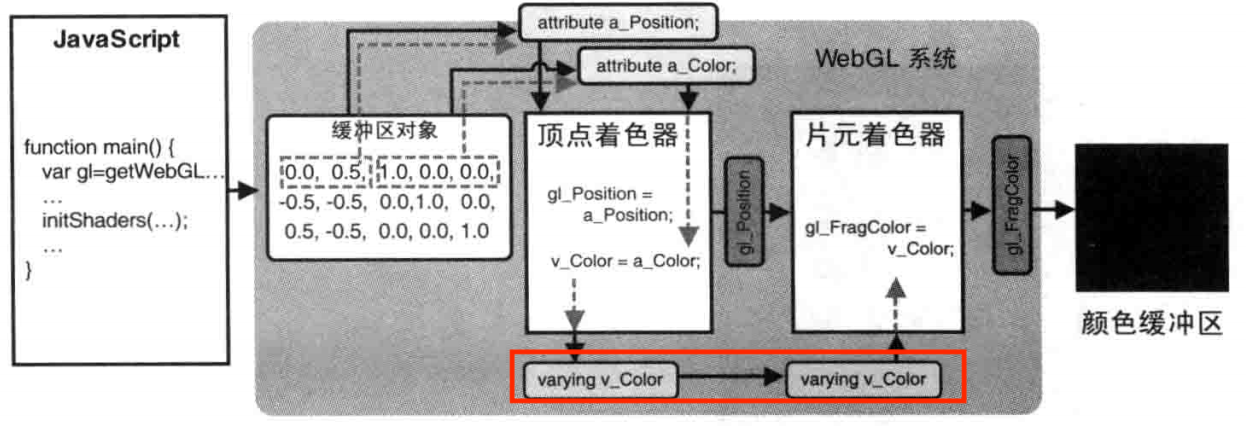 JavaScript
function main() {
var gl=getWebGL…
…
initShaders(…);
…
}
attribute a_Position;
attribute a_Color;
WebGL 系统
缓冲区对象
0.0, 0.5, 1.0, 0.0, 0.0,
-0.5, -0.5, 0.0,1.0, 0.0,
0.5, -0.5, 0.0, 0.0, 1.0
顶点着色器
gl_Position =
a_Position;
v_Color = a_Color;
gl_Position
片元着色器
gl_FragColor =
v_Color;
gl_FragColor
varying v_Color
varying v_Color
颜色缓冲区